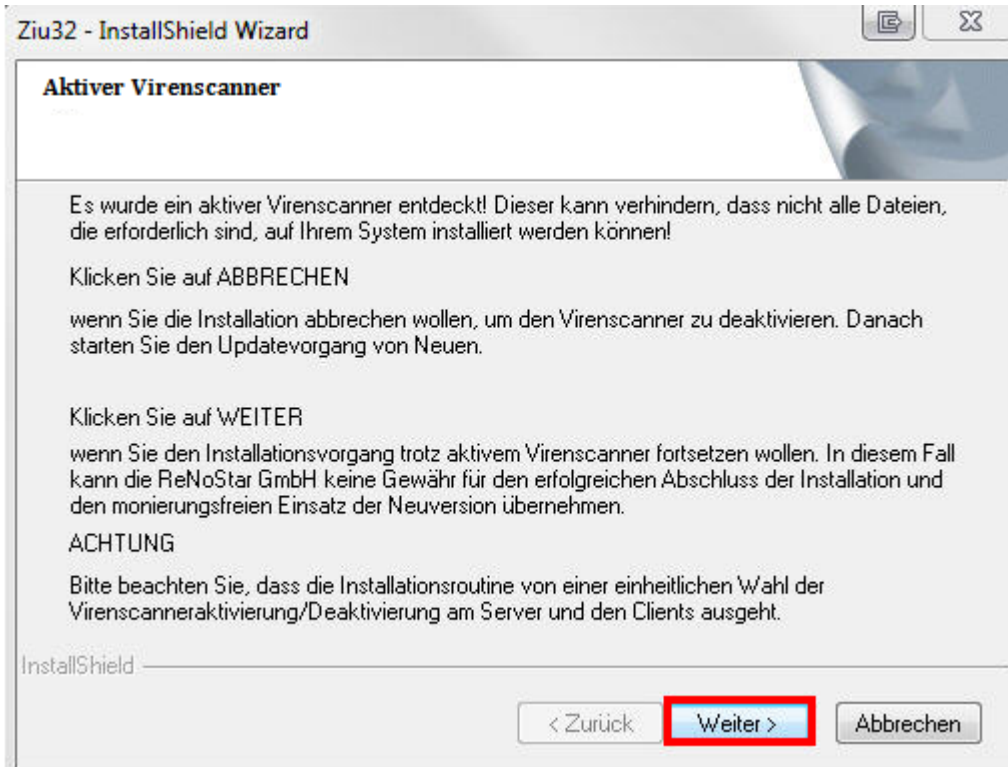 Ziu32 - InstallShield Wizard
Aktiver Virenscanner
Es wurde ein aktiver Virenscanner entdeckt! Dieser kann verhindern, dass nicht alle Dateien,
die erforderlich sind, auf Ihrem System installiert werden können!
Klicken Sie auf ABBRECHEN
wenn Sie die Installation abbrechen wollen, um den Virenscanner zu deaktivieren. Danach
starten Sie den Updatevorgang von Neuen.
Klicken Sie auf WEITER
wenn Sie den Installationsvorgang trotz aktivem Virenscanner fortsetzen wollen. In diesem Fall
kann die ReNoStar GmbH keine Gewähr für den erfolgreichen Abschluss der Installation und
den monierungsfreien Einsatz der Neuversion übernehmen.
ACHTUNG
Bitte beachten Sie, dass die Installationsroutine von einer einheitlichen Wahl der
Virenscanneraktivierung/Deaktivierung am Server und den Clients ausgeht.
InstallShield
< Zurück Weiter > Abbrechen